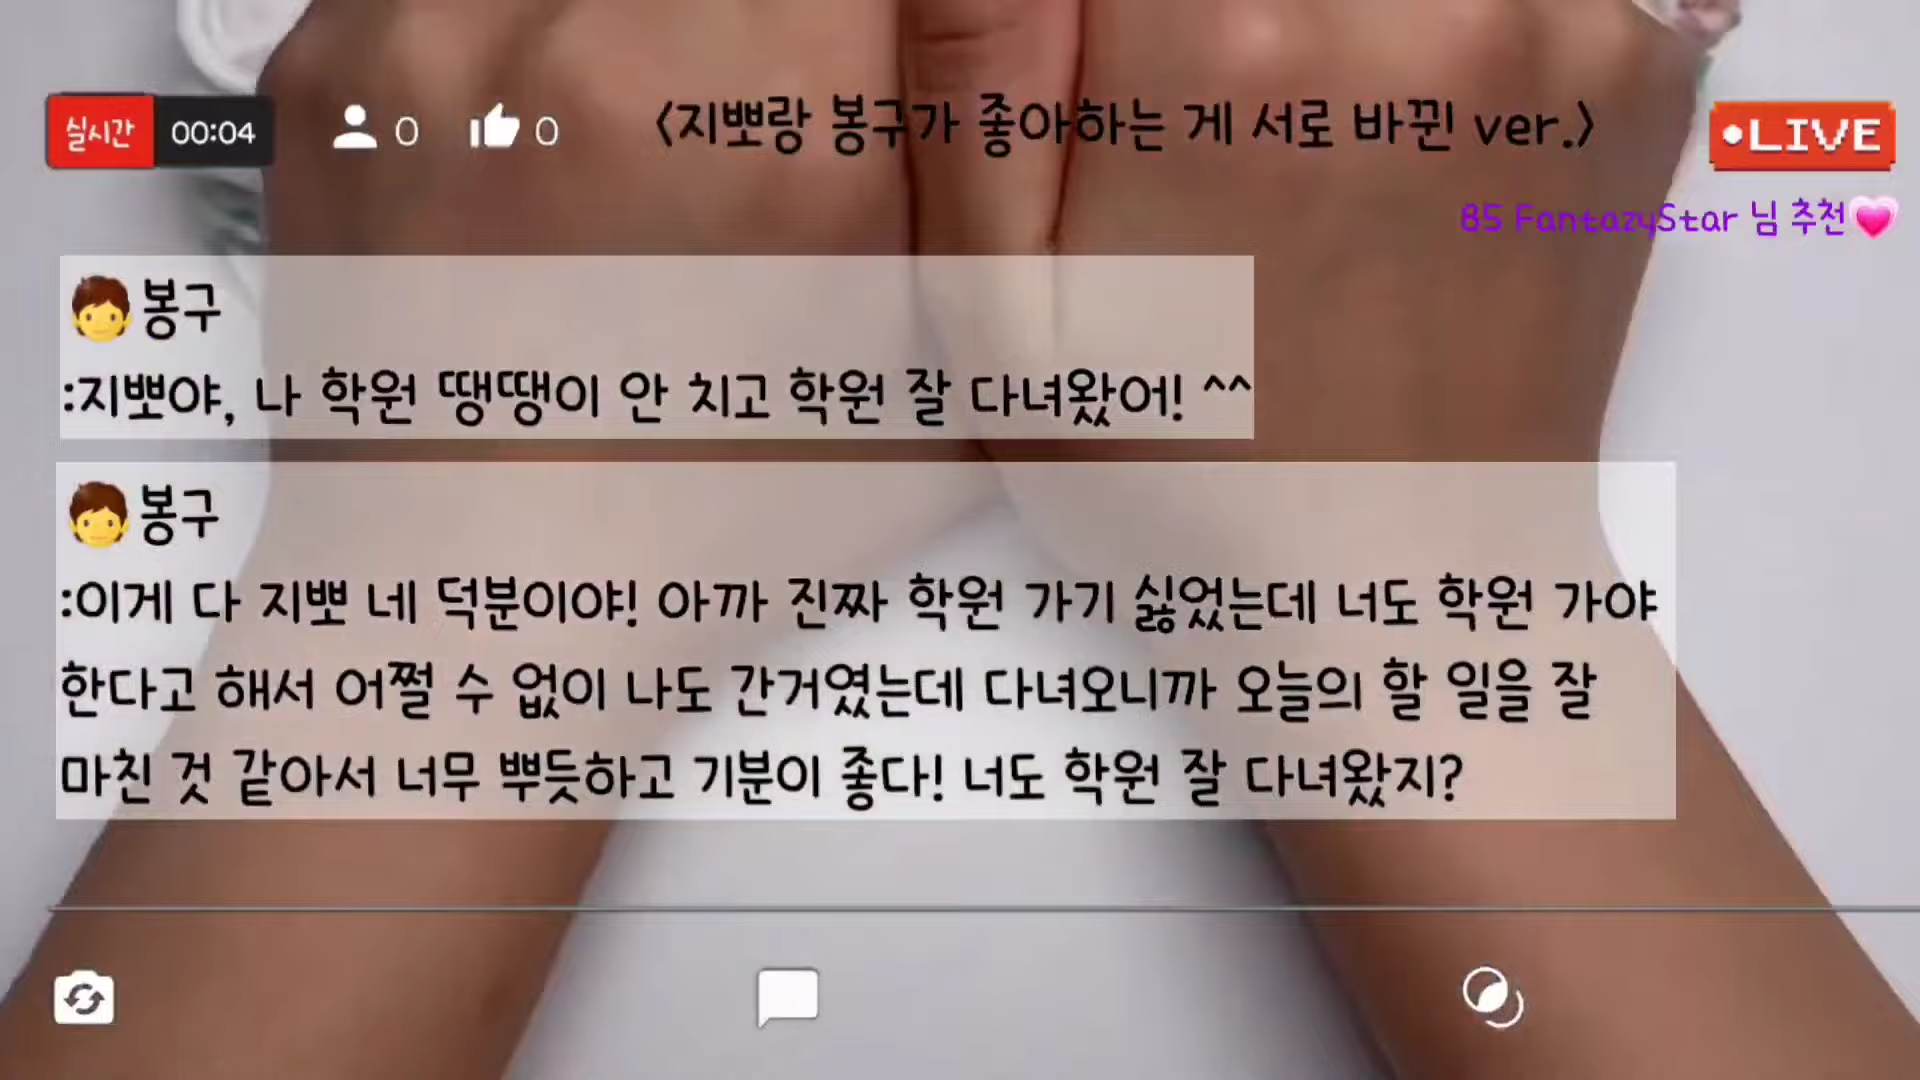 실시간 00:04 0 0 <지뽀랑 봉구가 좋아하는 게 서로 바뀐 ver.> •LIVE
85 FantazyStar 님 추천
봉구
:지뽀야, 나 학원 땡땡이 안 치고 학원 잘 다녀왔어! ^^
봉구
:이게 다 지뽀 네 덕분이야! 아까 진짜 학원 가기 싫었는데 너도 학원 가야
한다고 해서 어쩔 수 없이 나도 간거였는데 다녀오니까 오늘의 할 일을 잘
마친 것 같아서 너무 뿌듯하고 기분이 좋다! 너도 학원 잘 다녀왔지?